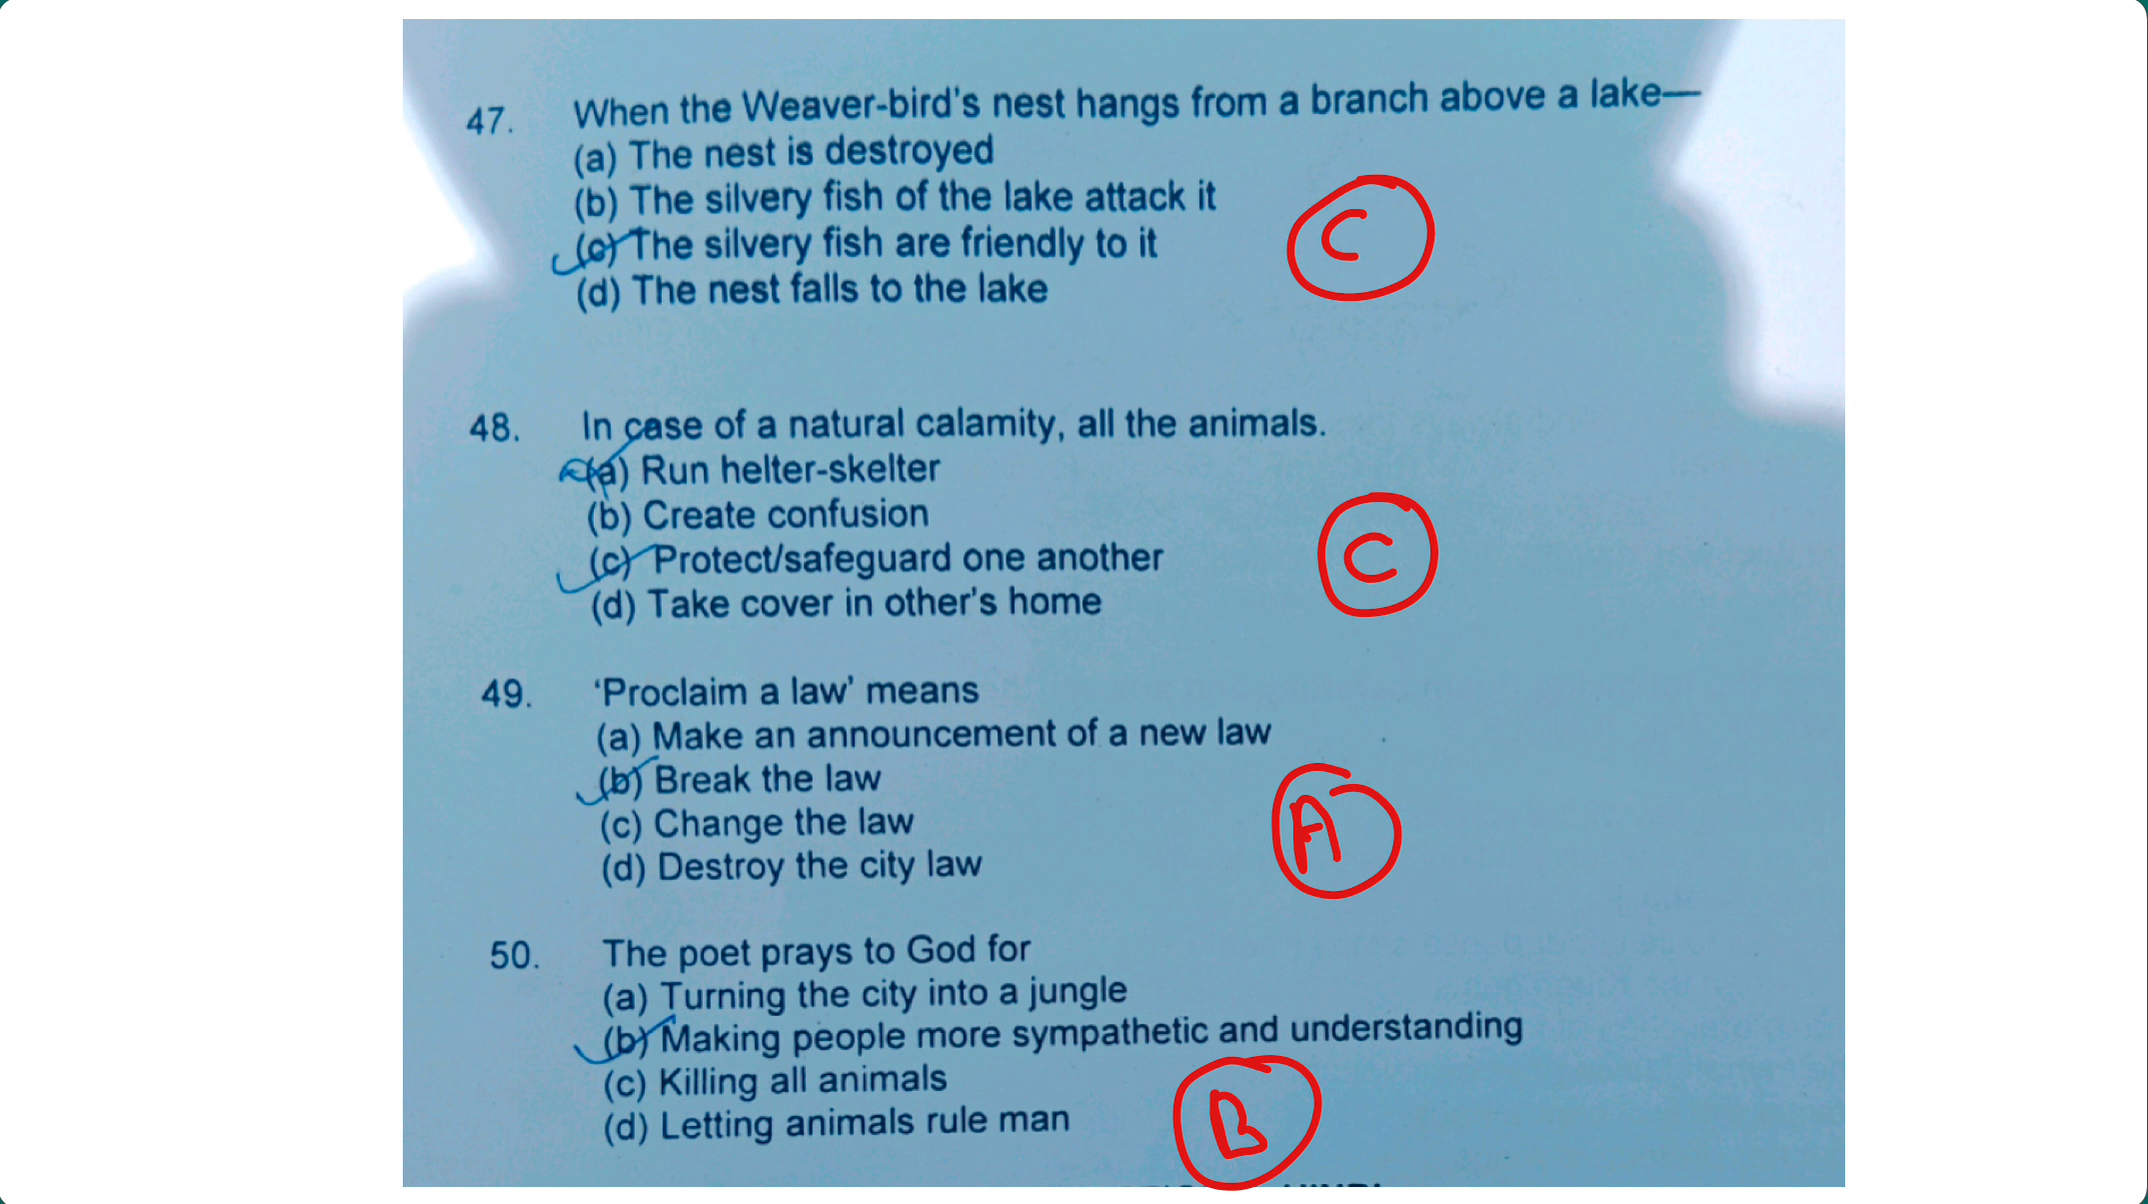 47. When the Weaver-bird's nest hangs from a branch above a lake—
(a) The nest is destroyed
(b) The silvery fish of the lake attack it
(c) The silvery fish are friendly to it
(d) The nest falls to the lake
C
48. In case of a natural calamity, all the animals.
(a) Run helter-skelter
(b) Create confusion
(c) Protect/safeguard one another
(d) Take cover in other's home
C
49. 'Proclaim a law' means
(a) Make an announcement of a new law
(b) Break the law
(c) Change the law
(d) Destroy the city law
A
50. The poet prays to God for
(a) Turning the city into a jungle
(b) Making people more sympathetic and understanding
(c) Killing all animals
(d) Letting animals rule man
B